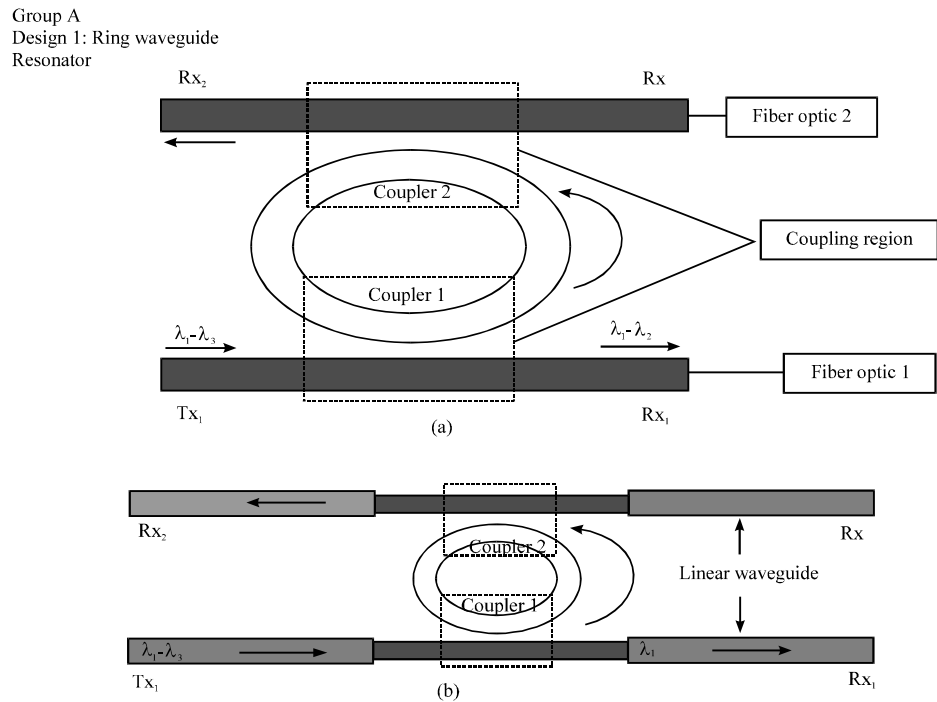 Group A
Design 1: Ring waveguide
Resonator
Rx₂
Rx
Fiber optic 2
Coupler 2
Coupling region
Coupler 1
λ₁-λ₃
λ₁-λ₂
Fiber optic 1
Tx₁
Rx₁
(a)
Rx₂
Rx
Coupler 2
Linear waveguide
Coupler 1
λ₁-λ₃
λ₁
Tx₁
Rx₁
(b)